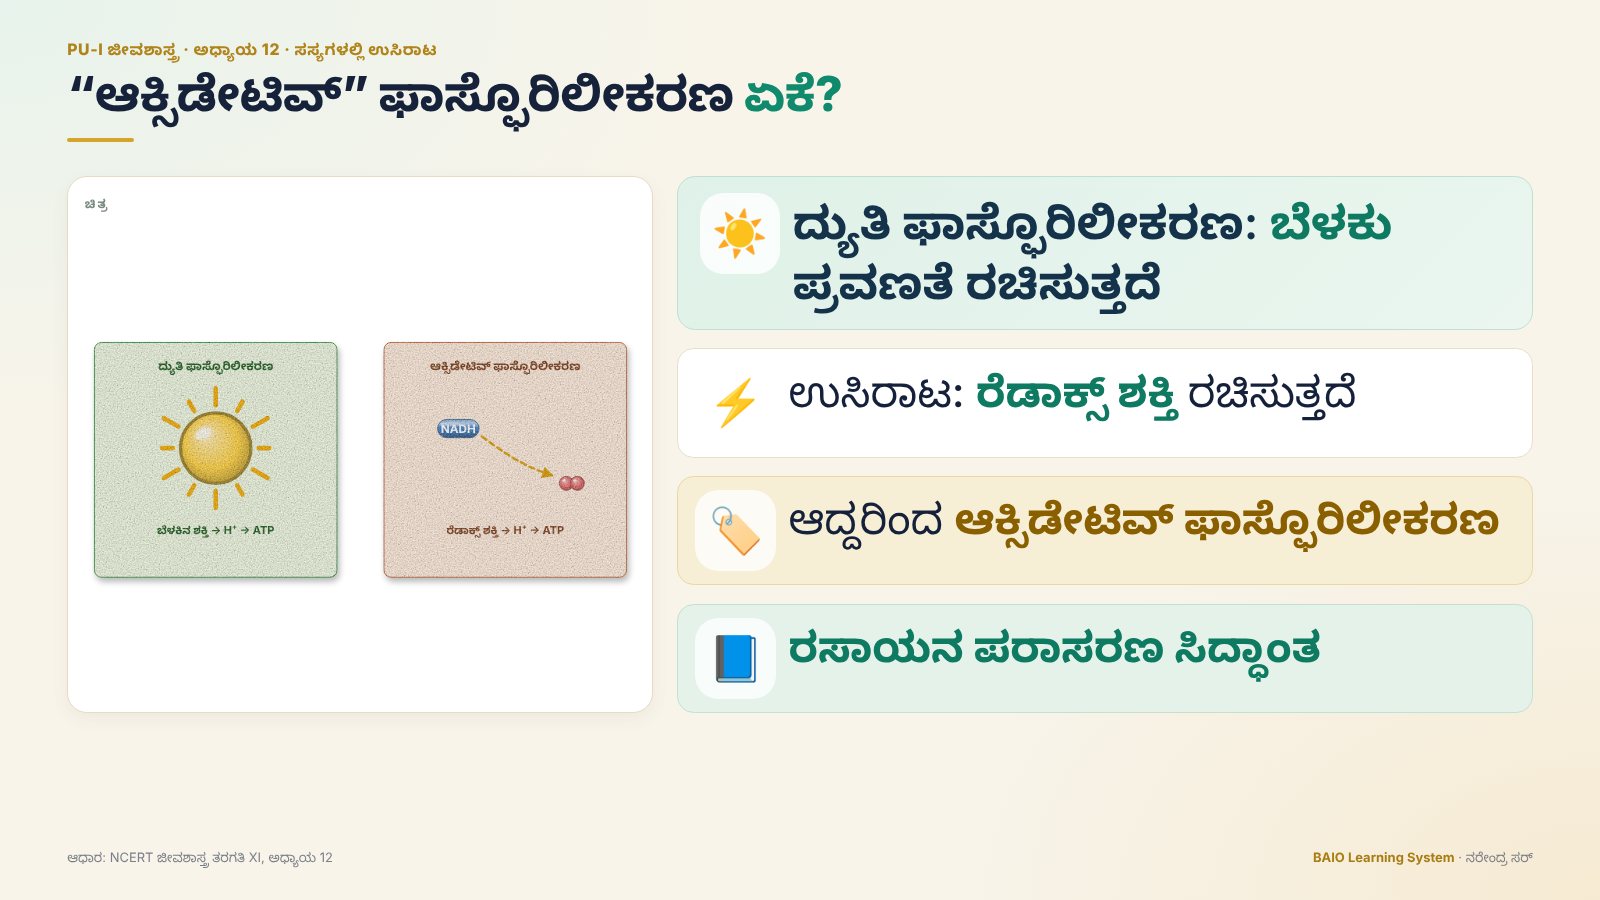 PU-I ಜೀವಶಾಸ್ತ್ರ · ಅಧ್ಯಾಯ 12 · ಸಸ್ಯಗಳಲ್ಲಿ ಉಸಿರಾಟ
“ಆಕ್ಸಿಡೇಟಿವ್” ಫಾಸ್ಫೊರಿಲೀಕರಣ ಏಕೆ?
ಚಿತ್ರ
ದ್ಯುತಿ ಫಾಸ್ಫೊರಿಲೀಕರಣ
ಬೆಳಕಿನ ಶಕ್ತಿ → H⁺ → ATP
ಆಕ್ಸಿಡೇಟಿವ್ ಫಾಸ್ಫೊರಿಲೀಕರಣ
NADH
ರೆಡಾಕ್ಸ್ ಶಕ್ತಿ → H⁺ → ATP
ದ್ಯುತಿ ಫಾಸ್ಫೊರಿಲೀಕರಣ: ಬೆಳಕು
ಪ್ರವಣತೆ ರಚಿಸುತ್ತದೆ
ಉಸಿರಾಟ: ರೆಡಾಕ್ಸ್ ಶಕ್ತಿ ರಚಿಸುತ್ತದೆ
ಆದ್ದರಿಂದ ಆಕ್ಸಿಡೇಟಿವ್ ಫಾಸ್ಫೊರಿಲೀಕರಣ
ರಸಾಯನ ಪರಾಸರಣ ಸಿದ್ಧಾಂತ
ಆಧಾರ: NCERT ಜೀವಶಾಸ್ತ್ರ ತರಗತಿ XI, ಅಧ್ಯಾಯ 12
BAIO Learning System · ನರೇಂದ್ರ ಸರ್